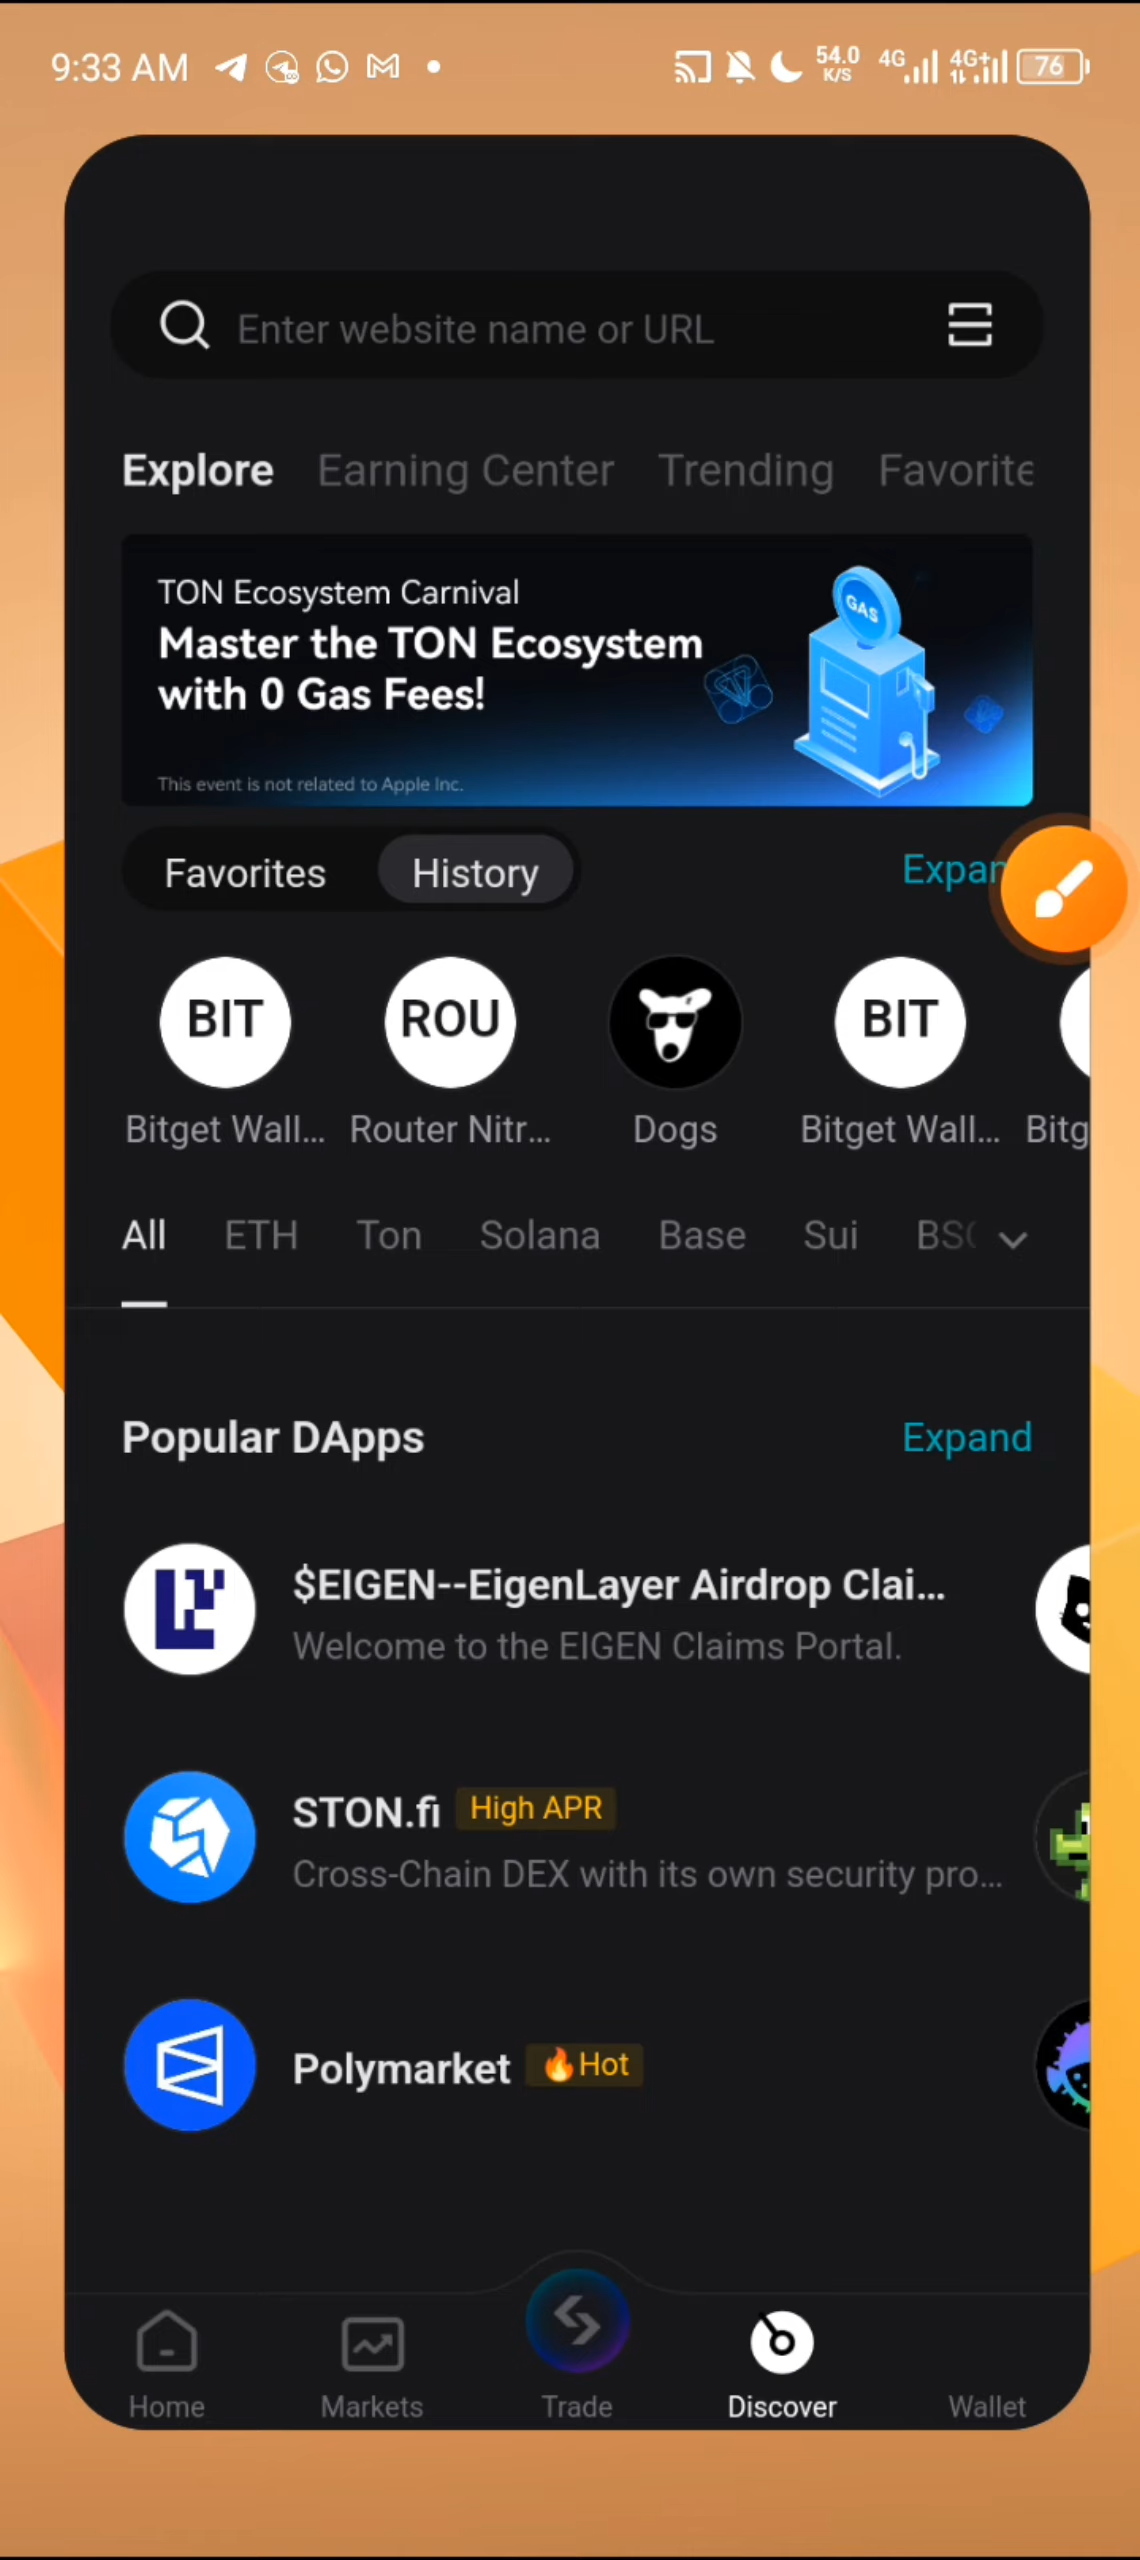 9:33 AM
54.0 K/S 4G 4G+ 76
Enter website name or URL
Explore Earning Center Trending Favorite
TON Ecosystem Carnival
Master the TON Ecosystem
with 0 Gas Fees!
GAS
This event is not related to Apple Inc.
Favorites History Expan
BIT ROU BIT
Bitget Wall... Router Nitr... Dogs Bitget Wall... Bitg
All ETH Ton Solana Base Sui BSC
Popular DApps Expand
$EIGEN--EigenLayer Airdrop Clai...
Welcome to the EIGEN Claims Portal.
STON.fi High APR
Cross-Chain DEX with its own security pro...
Polymarket 🔥Hot
Home Markets Trade Discover Wallet